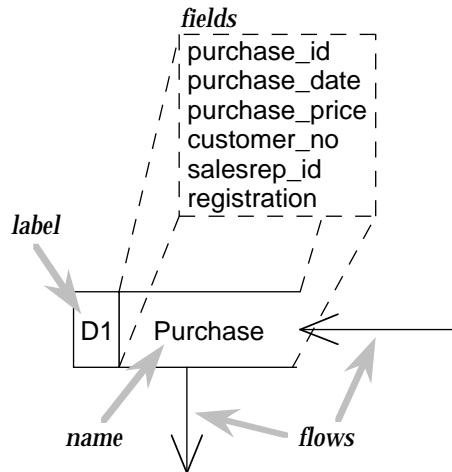 fields
purchase_id
purchase_date
purchase_price
customer_no
salesrep_id
registration
label
D1 Purchase
name
flows